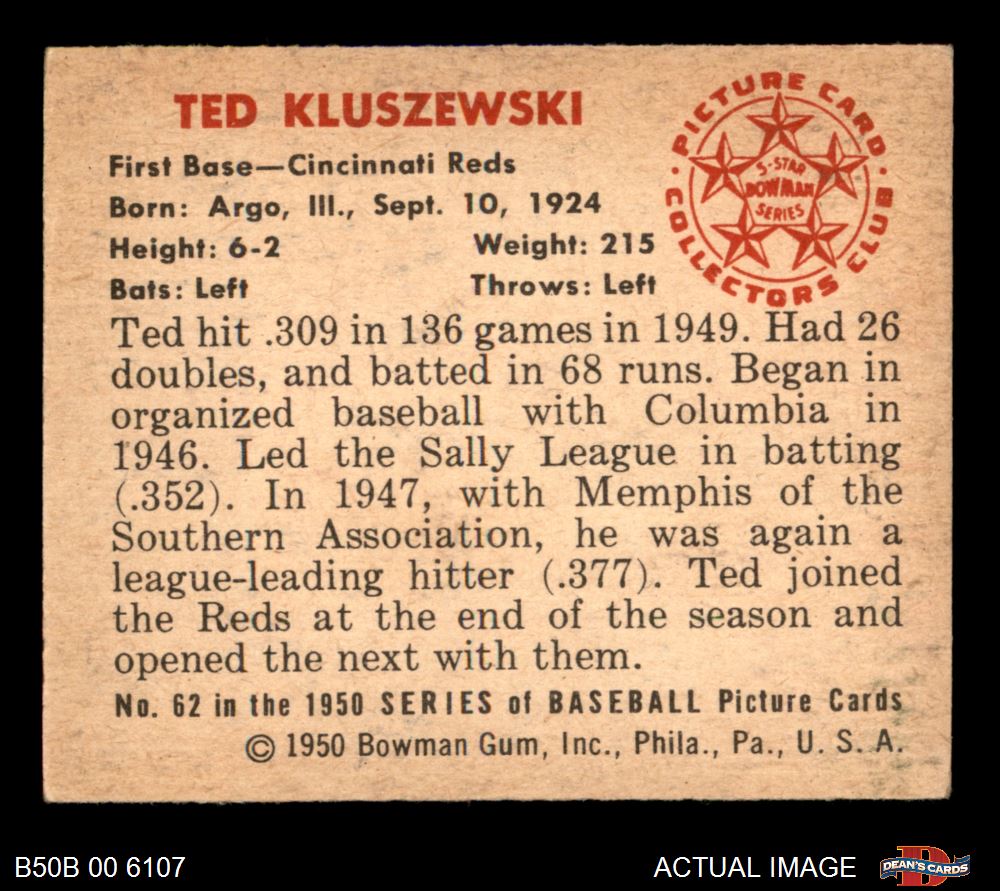 TED KLUSZEWSKI
First Base—Cincinnati Reds
Born: Argo, Ill., Sept. 10, 1924
Height: 6-2 Weight: 215
Bats: Left Throws: Left
PICTURE CARD
COLLECTORS CLUB
5-STAR
BOWMAN
SERIES
Ted hit .309 in 136 games in 1949. Had 26
doubles, and batted in 68 runs. Began in
organized baseball with Columbia in
1946. Led the Sally League in batting
(.352). In 1947, with Memphis of the
Southern Association, he was again a
league-leading hitter (.377). Ted joined
the Reds at the end of the season and
opened the next with them.
No. 62 in the 1950 SERIES of BASEBALL Picture Cards
© 1950 Bowman Gum, Inc., Phila., Pa., U. S. A.
B50B 00 6107
ACTUAL IMAGE
DEAN'S CARDS